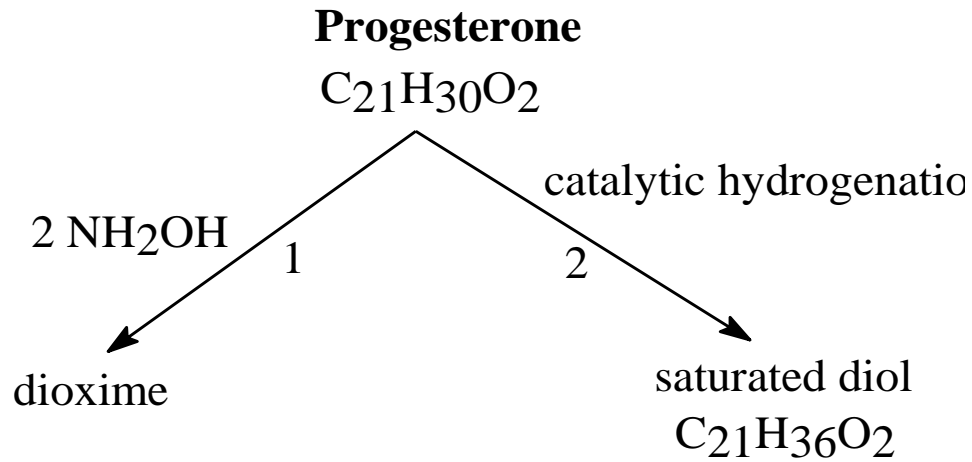 Progesterone
C21H30O2
catalytic hydrogenatio
2 NH2OH
1
2
dioxime
saturated diol
C21H36O2